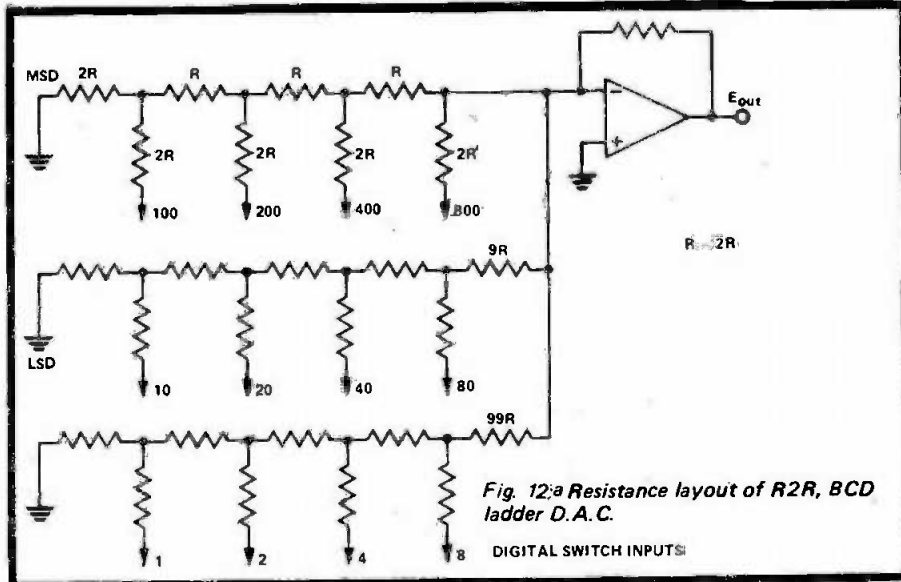 MSD 2R R R R
Eout
2R 2R 2R 2R
100 200 400 800
9R
LSD
10 20 40 80
99R
Fig. 12;a Resistance layout of R2R, BCD
ladder D.A.C.
1 2 4 8 DIGITAL SWITCH INPUTS